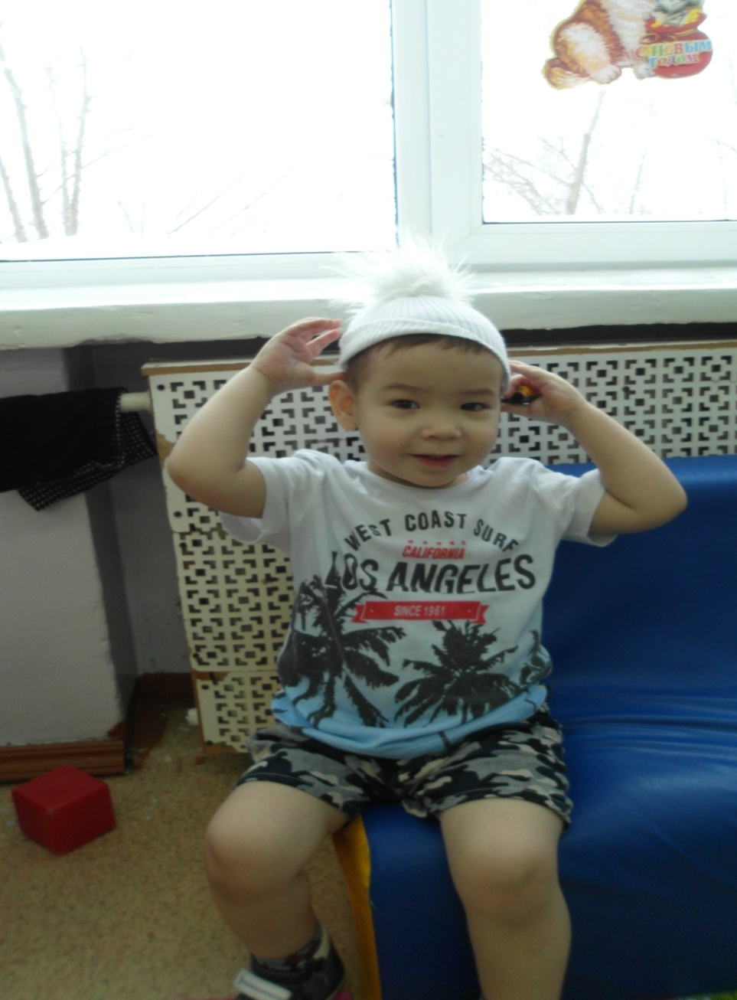 С НОВЫМ
ГОДОМ
WEST COAST SURF
CALIFORNIA
LOS ANGELES
SINCE 1961